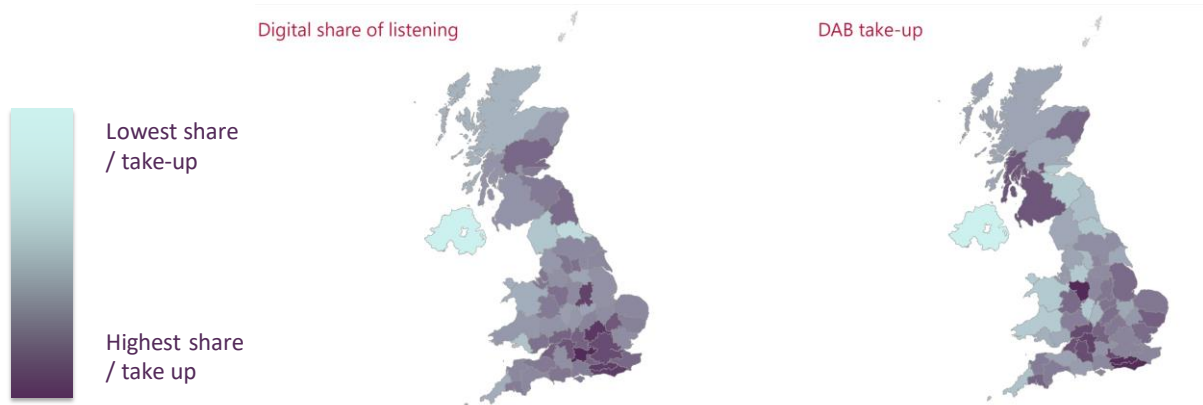 Digital share of listening
DAB take-up
Lowest share
/ take-up
Highest share
/ take up